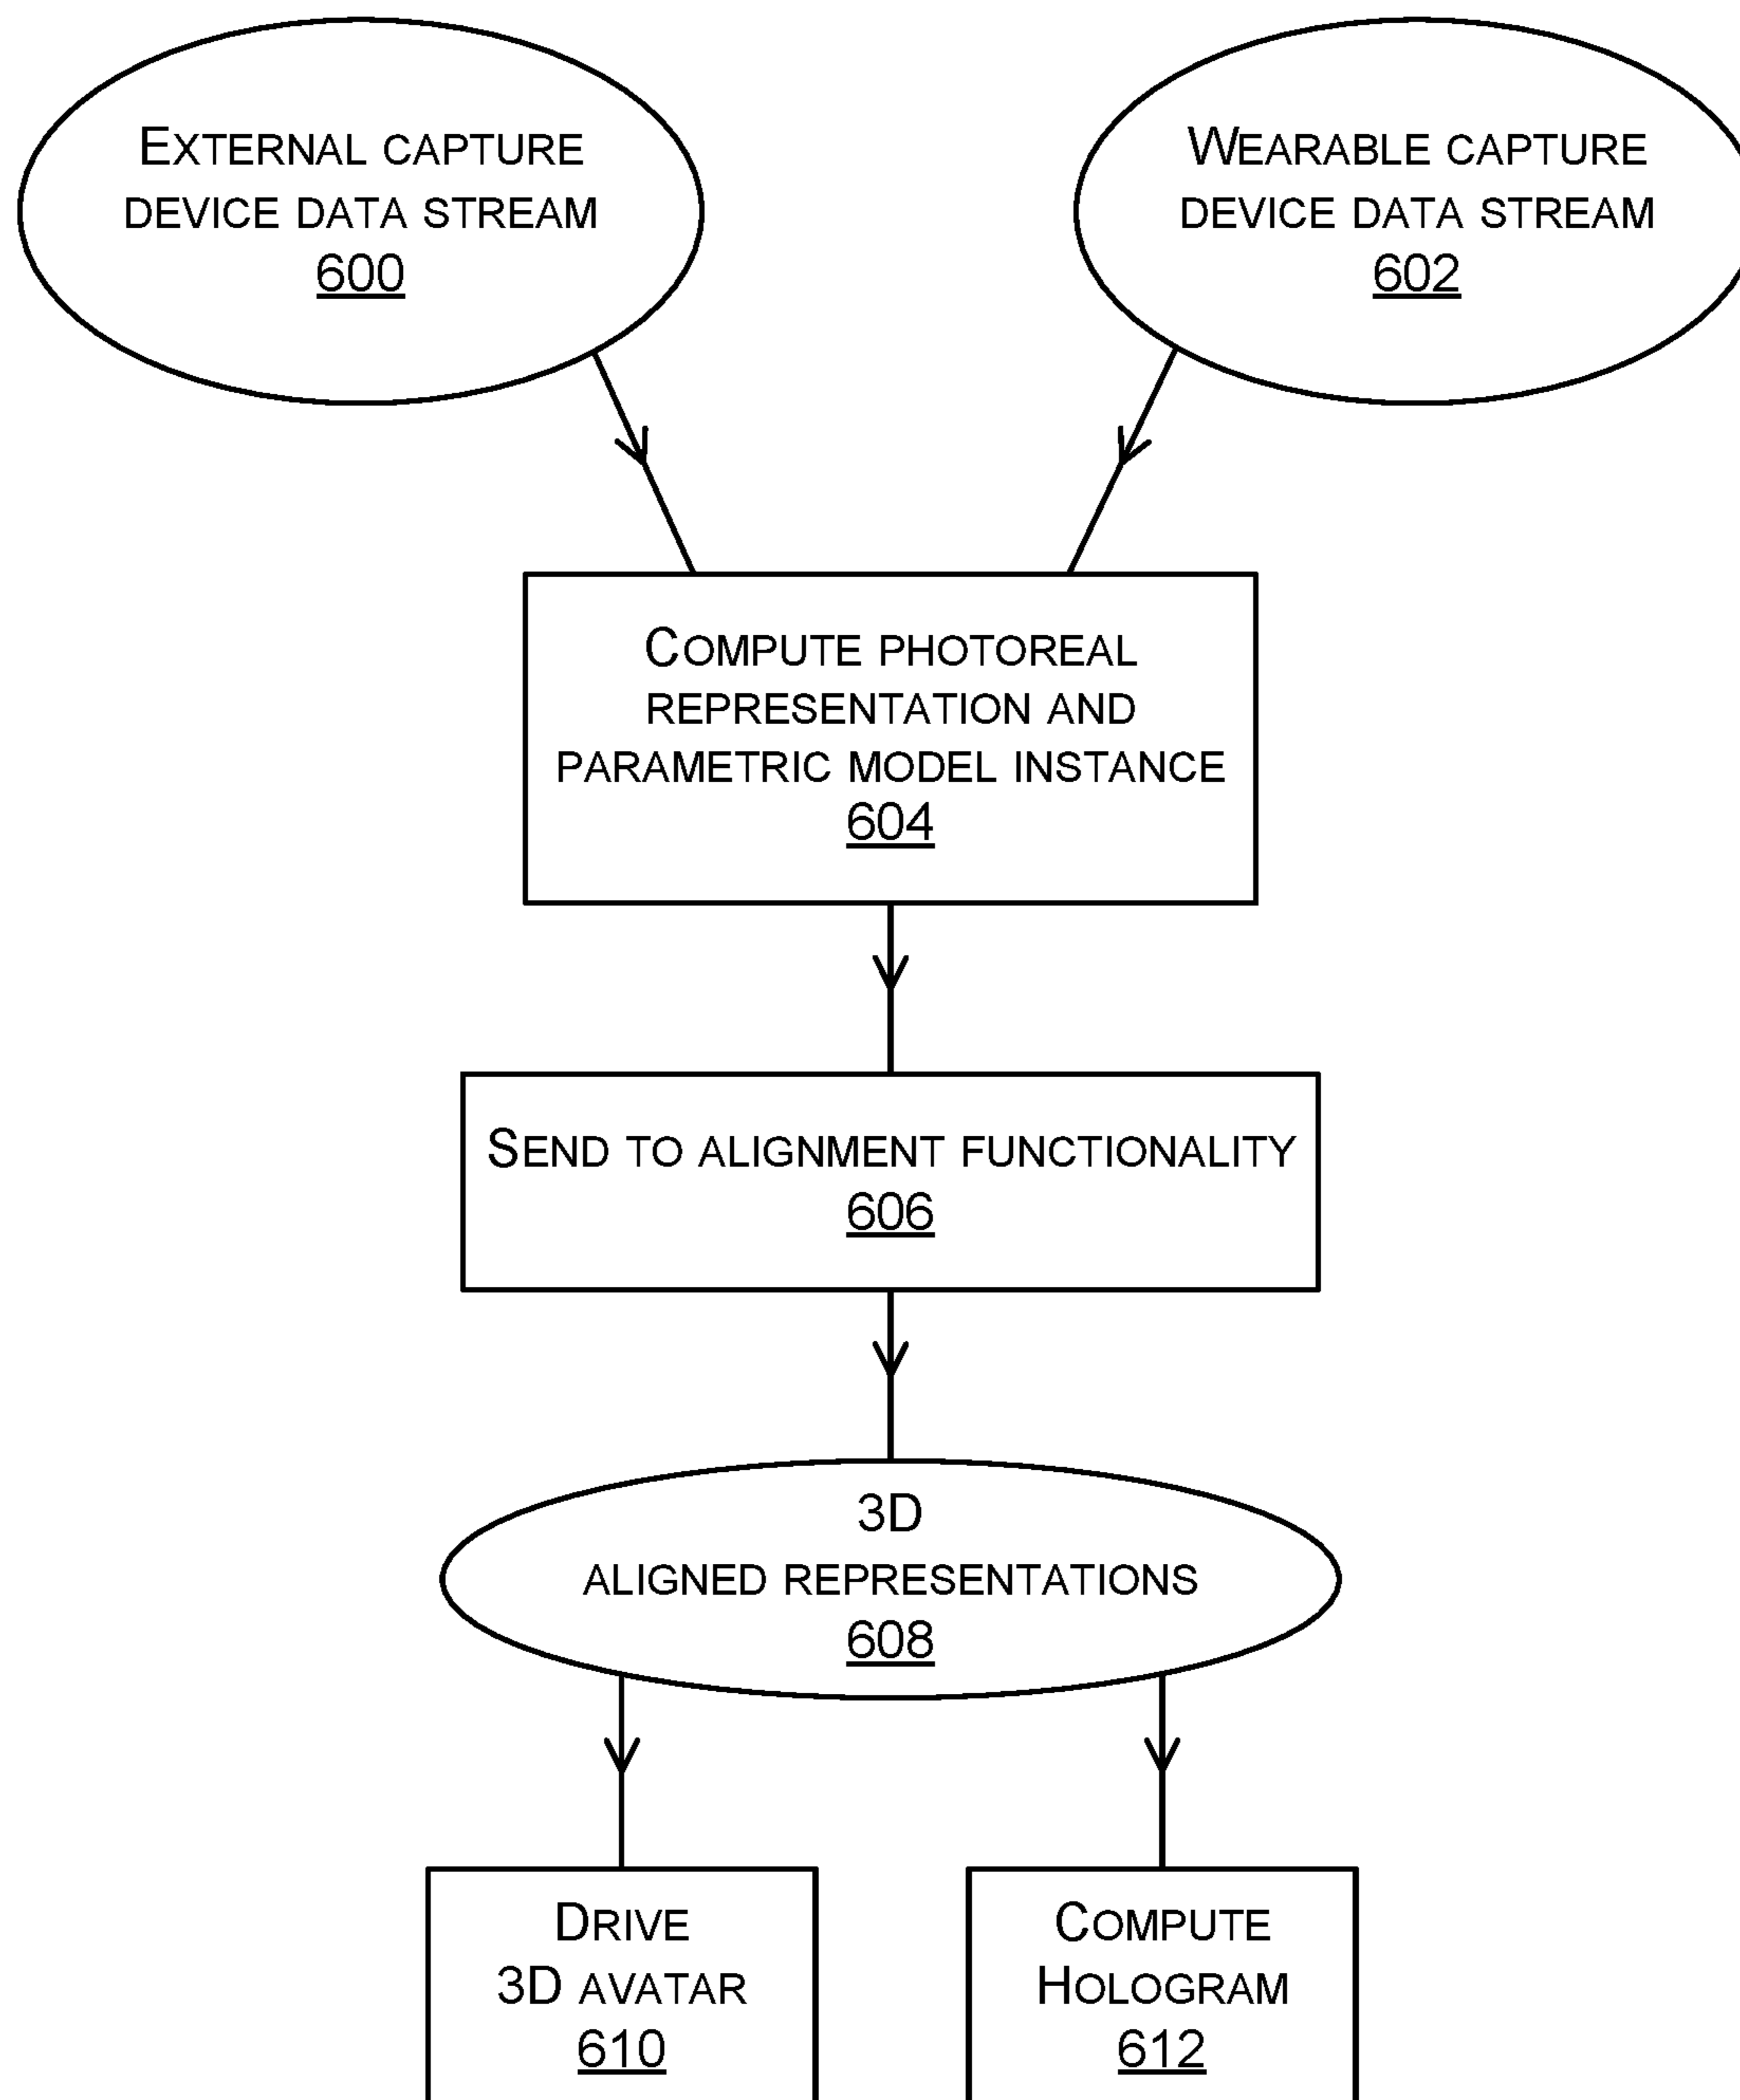 EXTERNAL CAPTURE
DEVICE DATA STREAM
600
WEARABLE CAPTURE
DEVICE DATA STREAM
602
COMPUTE PHOTOREAL
REPRESENTATION AND
PARAMETRIC MODEL INSTANCE
604
SEND TO ALIGNMENT FUNCTIONALITY
606
3D
ALIGNED REPRESENTATIONS
608
DRIVE
3D AVATAR
610
COMPUTE
HOLOGRAM
612